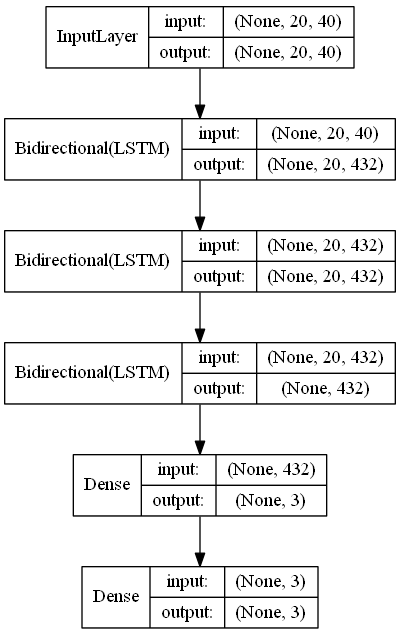 InputLayer input: (None, 20, 40)
output: (None, 20, 40)
Bidirectional(LSTM) input: (None, 20, 40)
output: (None, 20, 432)
Bidirectional(LSTM) input: (None, 20, 432)
output: (None, 20, 432)
Bidirectional(LSTM) input: (None, 20, 432)
output: (None, 432)
Dense input: (None, 432)
output: (None, 3)
Dense input: (None, 3)
output: (None, 3)